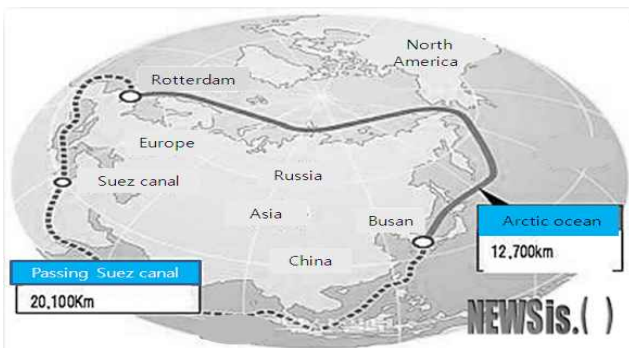 North
America
Rotterdam
Europe
Suez canal
Russia
Asia
Busan
Arctic ocean
12,700km
China
Passing Suez canal
20,100Km
NEWSis.( )